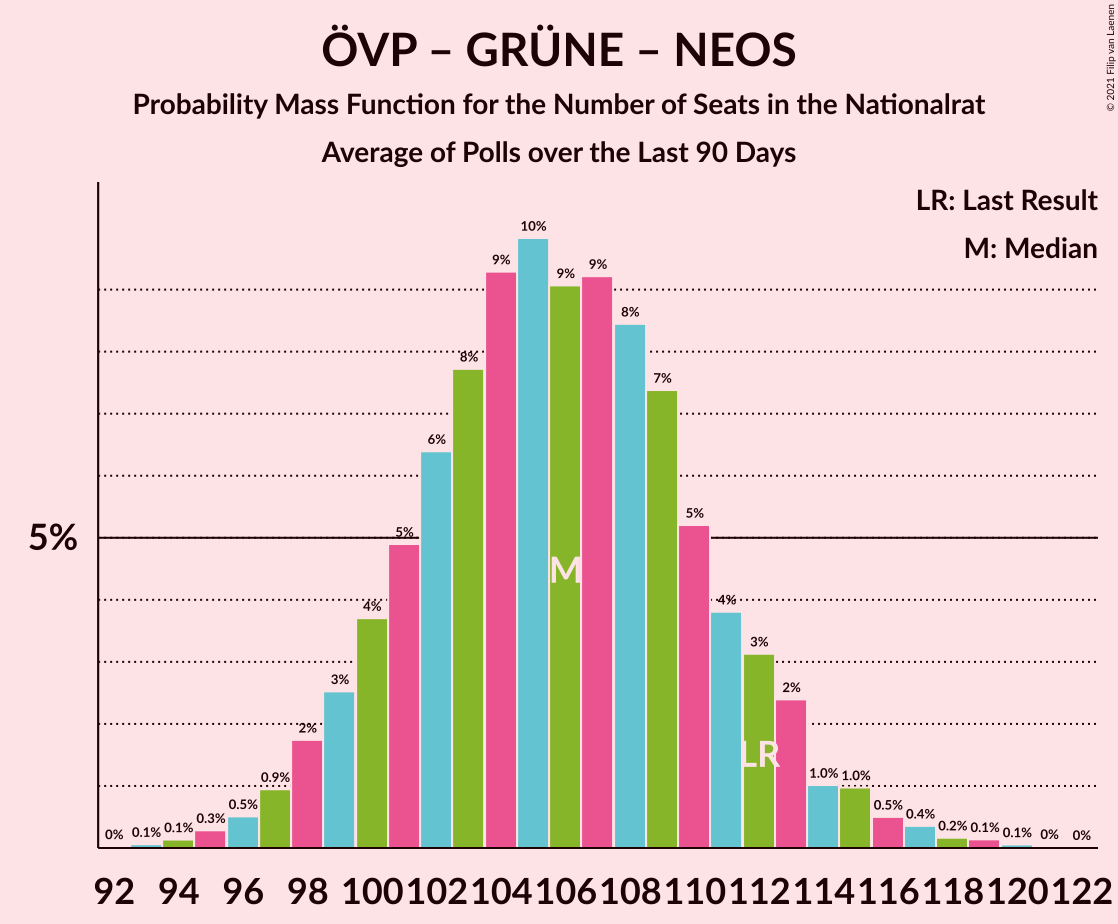 ÖVP – GRÜNE – NEOS
Probability Mass Function for the Number of Seats in the Nationalrat
Average of Polls over the Last 90 Days
© 2021 Filip van Laenen
LR: Last Result
M: Median
5%
0% 0.1% 0.1% 0.3% 0.5% 0.9% 2% 3% 4% 5% 6% 8% 9% 10% 9% 9% 8% 7% 5% 4% 3% 2% 1.0% 1.0% 0.5% 0.4% 0.2% 0.1% 0.1% 0% 0%
M
LR
92 94 96 98 100 102 104 106 108 110 112 114 116 118 120 122